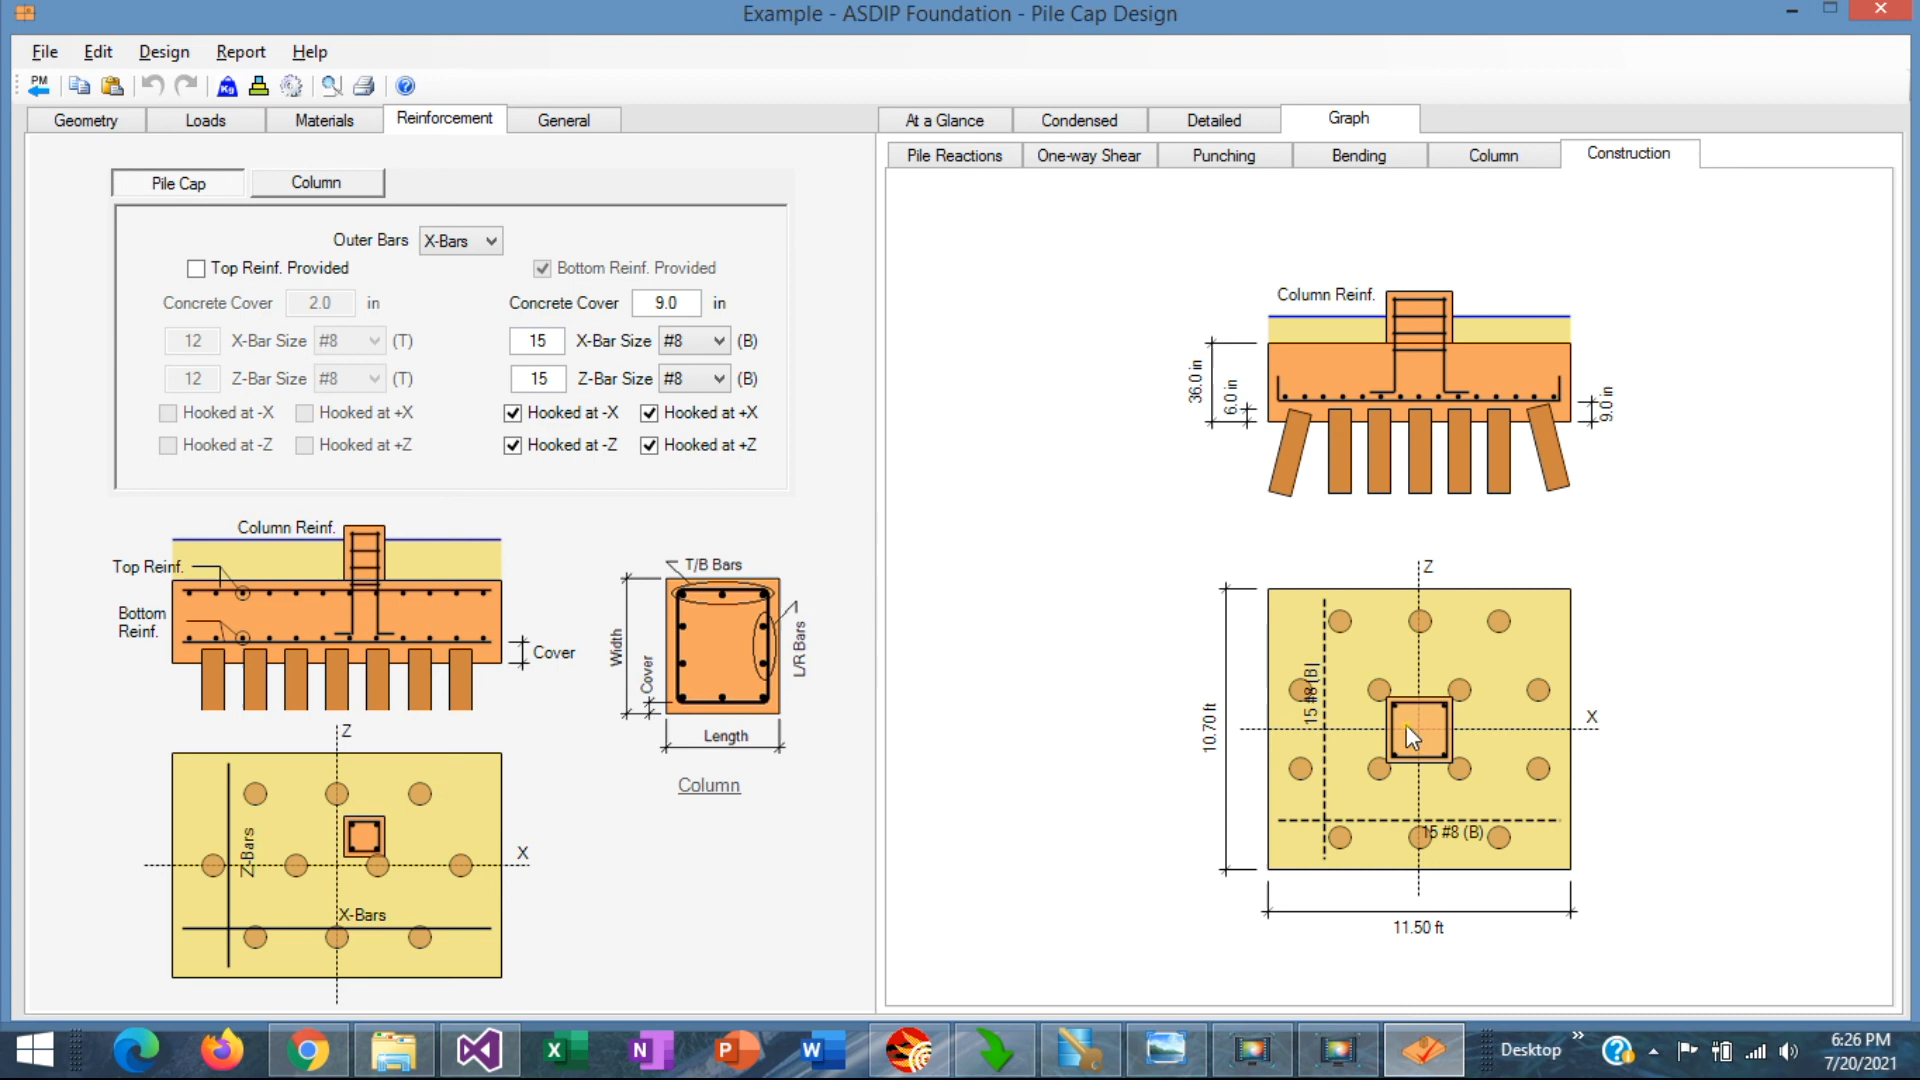 Example - ASDIP Foundation - Pile Cap Design
File Edit Design Report Help
PM Kg
Geometry Loads Materials Reinforcement General
At a Glance Condensed Detailed Graph
Pile Reactions One-way Shear Punching Bending Column Construction
Pile Cap Column
Outer Bars X-Bars
Top Reinf. Provided Bottom Reinf. Provided
Concrete Cover 2.0 in Concrete Cover 9.0 in
12 X-Bar Size #8 (T) 15 X-Bar Size #8 (B)
12 Z-Bar Size #8 (T) 15 Z-Bar Size #8 (B)
Hooked at -X Hooked at +X Hooked at -X Hooked at +X
Hooked at -Z Hooked at +Z Hooked at -Z Hooked at +Z
Column Reinf.
Top Reinf.
Bottom
Reinf.
Cover
T/B Bars
Width
Cover
L/R Bars
Length
Column
Z
X
Z-Bars
X-Bars
Column Reinf.
36.0 in
6.0 in
9.0 in
Z
X
15 #8 (B)
10.70 ft
15 #8 (B)
11.50 ft
Desktop
6:26 PM
7/20/2021